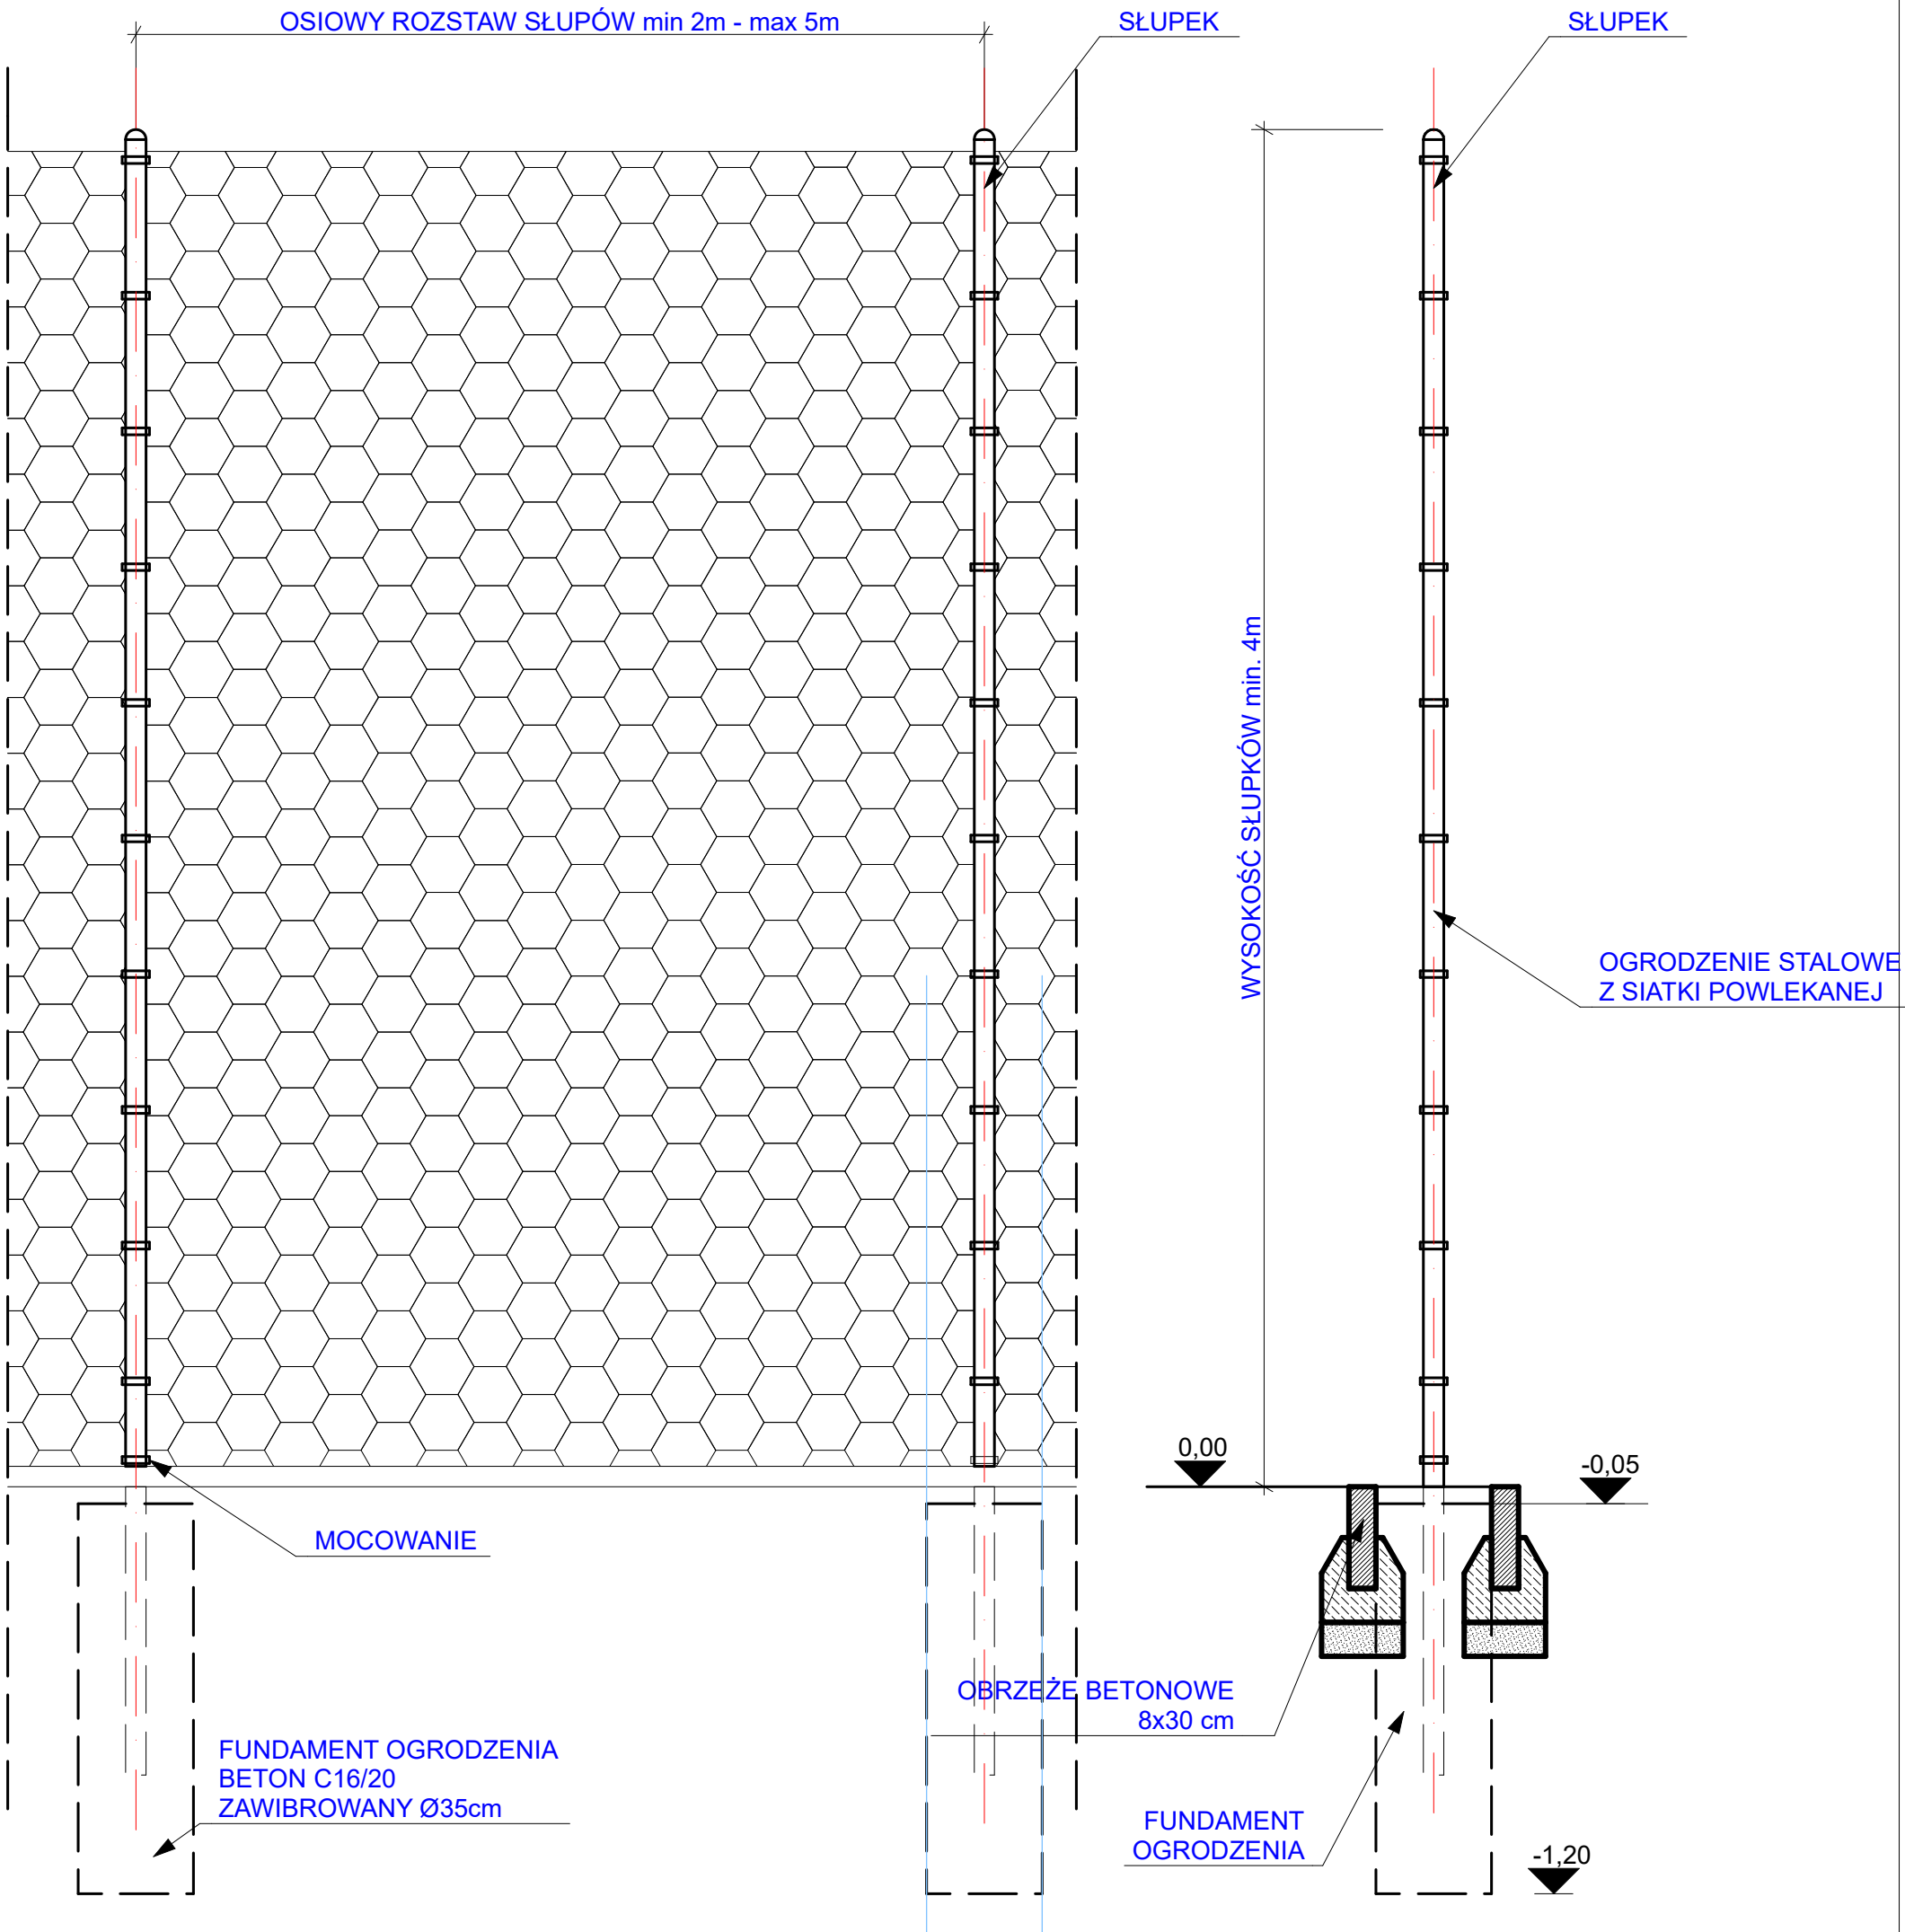 OSIOWY ROZSTAW SŁUPÓW min 2m - max 5m
SŁUPEK
SŁUPEK
WYSOKOŚĆ SŁUPKÓW min. 4m
OGRODZENIE STALOWE
Z SIATKI POWLEKANEJ
0,00
-0,05
MOCOWANIE
OBRZEŻE BETONOWE
8x30 cm
FUNDAMENT OGRODZENIA
BETON C16/20
ZAWIBROWANY Ø35cm
FUNDAMENT
OGRODZENIA
-1,20